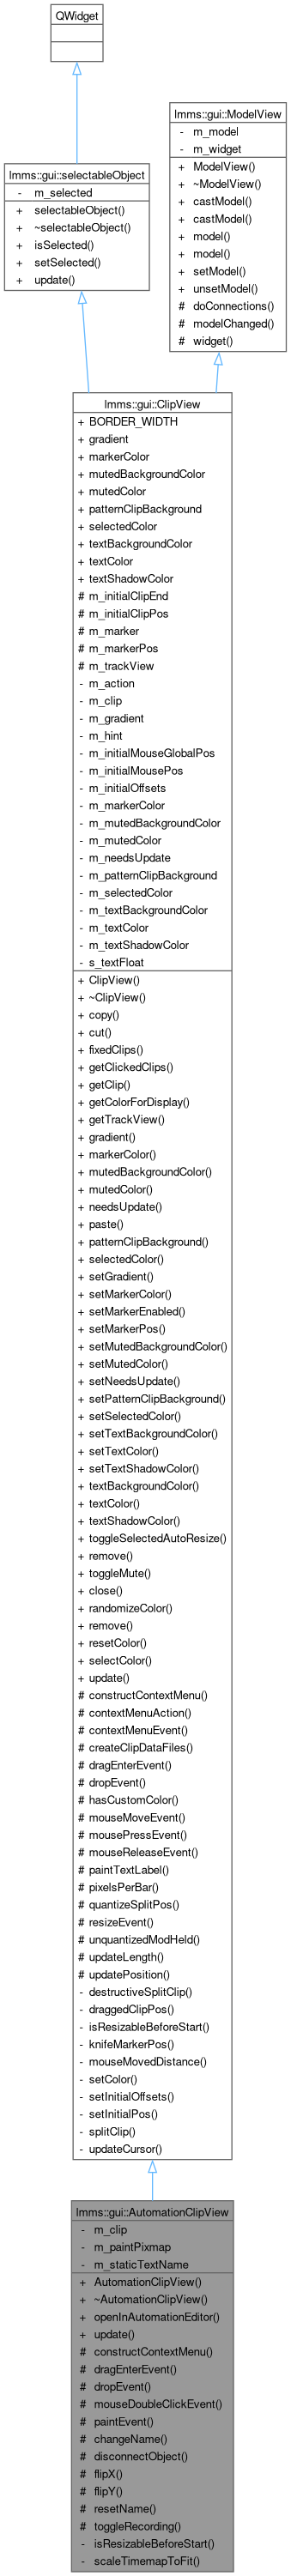 QWidget
lmms::gui::ModelView
- m_model
- m_widget
+ ModelView()
+ ~ModelView()
+ castModel()
+ castModel()
+ model()
+ model()
+ setModel()
+ unsetModel()
# doConnections()
# modelChanged()
# widget()
lmms::gui::selectableObject
- m_selected
+ selectableObject()
+ ~selectableObject()
+ isSelected()
+ setSelected()
+ update()
lmms::gui::ClipView
+ BORDER_WIDTH
+ gradient
+ markerColor
+ mutedBackgroundColor
+ mutedColor
+ patternClipBackground
+ selectedColor
+ textBackgroundColor
+ textColor
+ textShadowColor
# m_initialClipEnd
# m_initialClipPos
# m_marker
# m_markerPos
# m_trackView
- m_action
- m_clip
- m_gradient
- m_hint
- m_initialMouseGlobalPos
- m_initialMousePos
- m_initialOffsets
- m_markerColor
- m_mutedBackgroundColor
- m_mutedColor
- m_needsUpdate
- m_patternClipBackground
- m_selectedColor
- m_textBackgroundColor
- m_textColor
- m_textShadowColor
- s_textFloat
+ ClipView()
+ ~ClipView()
+ copy()
+ cut()
+ fixedClips()
+ getClickedClips()
+ getClip()
+ getColorForDisplay()
+ getTrackView()
+ gradient()
+ markerColor()
+ mutedBackgroundColor()
+ mutedColor()
+ needsUpdate()
+ paste()
+ patternClipBackground()
+ selectedColor()
+ setGradient()
+ setMarkerColor()
+ setMarkerEnabled()
+ setMarkerPos()
+ setMutedBackgroundColor()
+ setMutedColor()
+ setNeedsUpdate()
+ setPatternClipBackground()
+ setSelectedColor()
+ setTextBackgroundColor()
+ setTextColor()
+ setTextShadowColor()
+ textBackgroundColor()
+ textColor()
+ textShadowColor()
+ toggleSelectedAutoResize()
+ remove()
+ toggleMute()
+ close()
+ randomizeColor()
+ remove()
+ resetColor()
+ selectColor()
+ update()
# constructContextMenu()
# contextMenuAction()
# contextMenuEvent()
# createClipDataFiles()
# dragEnterEvent()
# dropEvent()
# hasCustomColor()
# mouseMoveEvent()
# mousePressEvent()
# mouseReleaseEvent()
# paintTextLabel()
# pixelsPerBar()
# quantizeSplitPos()
# resizeEvent()
# unquantizedModHeld()
# updateLength()
# updatePosition()
- destructiveSplitClip()
- draggedClipPos()
- isResizableBeforeStart()
- knifeMarkerPos()
- mouseMovedDistance()
- setColor()
- setInitialOffsets()
- setInitialPos()
- splitClip()
- updateCursor()
lmms::gui::AutomationClipView
- m_clip
- m_paintPixmap
- m_staticTextName
+ AutomationClipView()
+ ~AutomationClipView()
+ openInAutomationEditor()
+ update()
# constructContextMenu()
# dragEnterEvent()
# dropEvent()
# mouseDoubleClickEvent()
# paintEvent()
# changeName()
# disconnectObject()
# flipX()
# flipY()
# resetName()
# toggleRecording()
- isResizableBeforeStart()
- scaleTimemapToFit()